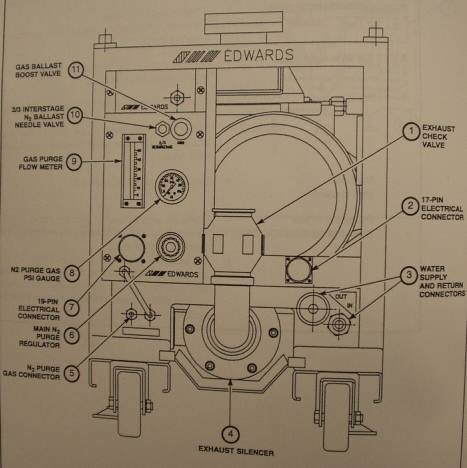 EDWARDS
GAS BALLAST
BOOST VALVE
11
2/3 INTERSTAGE
N₂ BALLAST
NEEDLE VALVE
10
GAS PURGE
FLOW METER
9
EDWARDS
1
EXHAUST
CHECK
VALVE
2
17-PIN
ELECTRICAL
CONNECTOR
3
WATER
SUPPLY
AND RETURN
CONNECTORS
OUT
IN
N2 PURGE GAS
PSI GAUGE
8
EDWARDS
19-PIN
ELECTRICAL
CONNECTOR
7
MAIN N₂
PURGE
REGULATOR
6
N₂ PURGE
GAS CONNECTOR
5
4
EXHAUST SILENCER